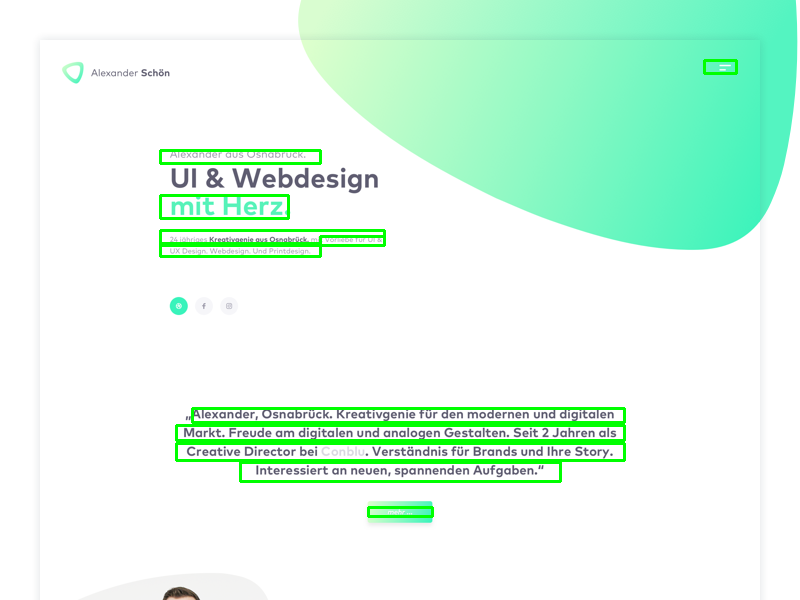 Alexander Schön
Alexander aus Osnabrück.
UI & Webdesign
mit Herz.
24 jähriges Kreativgenie aus Osnabrück, mit Vorliebe für UI &
UX Design. Webdesign. Und Printdesign.
„Alexander, Osnabrück. Kreativgenie für den modernen und digitalen
Markt. Freude am digitalen und analogen Gestalten. Seit 2 Jahren als
Creative Director bei Conblu. Verständnis für Brands und Ihre Story.
Interessiert an neuen, spannenden Aufgaben.“